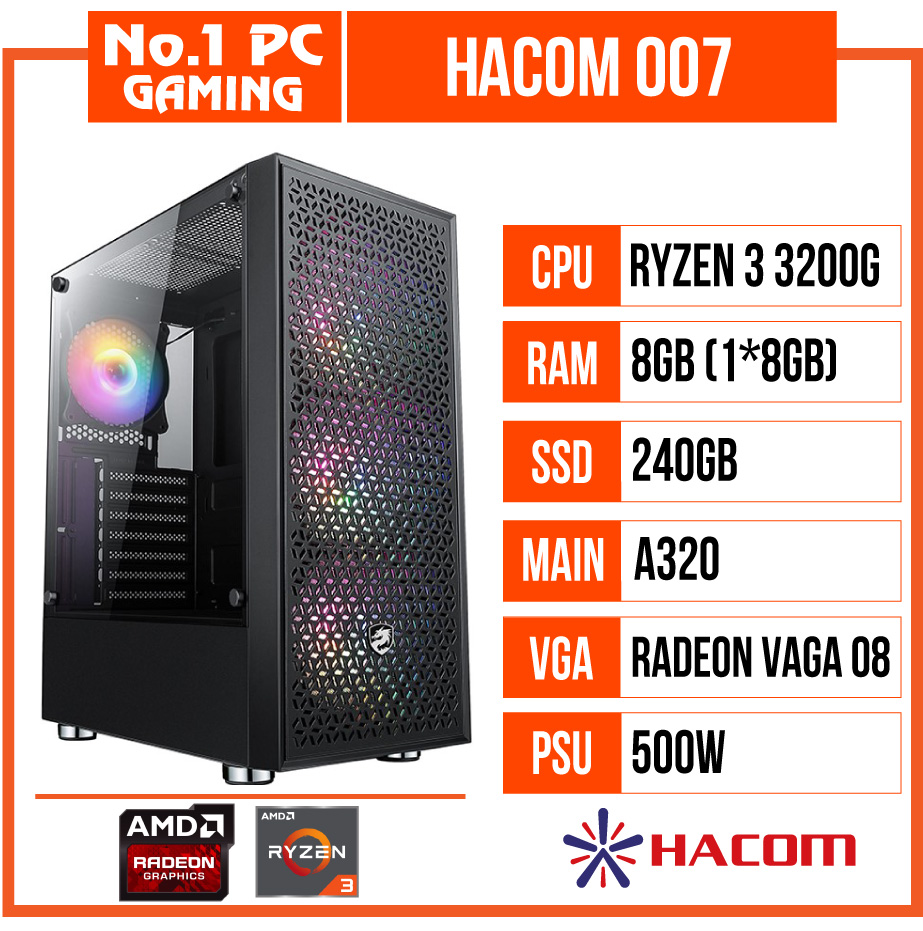 No.1 PC
GAMING
HACOM 007
CPU RYZEN 3 3200G
RAM 8GB (1*8GB)
SSD 240GB
MAIN A320
VGA RADEON VAGA 08
PSU 500W
AMD
RADEON
GRAPHICS
AMD
RYZEN
3
HACOM